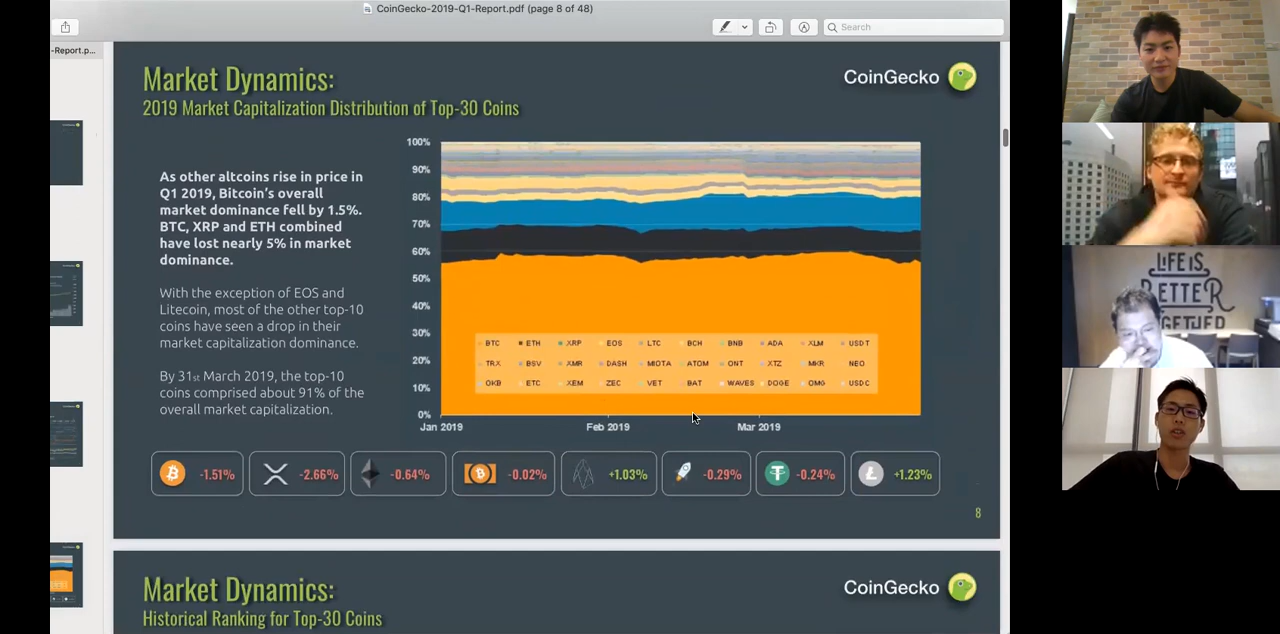 CoinGecko-2019-Q1-Report.pdf (page 8 of 48)
Search
-Report.p...
Market Dynamics:
2019 Market Capitalization Distribution of Top-30 Coins
CoinGecko
As other altcoins rise in price in
Q1 2019, Bitcoin's overall
market dominance fell by 1.5%.
BTC, XRP and ETH combined
have lost nearly 5% in market
dominance.
With the exception of EOS and
Litecoin, most of the other top-10
coins have seen a drop in their
market capitalization dominance.
By 31st March 2019, the top-10
coins comprised about 91% of the
overall market capitalization.
100%
90%
80%
70%
60%
50%
40%
30%
20%
10%
0%
BTC ETH XRP EOS LTC BCH BNB ADA XLM USDT
TRX BSV XMR DASH MIOTA ATOM ONT XTZ MKR NEO
OKB ETC XEM ZEC VET BAT WAVES DOGE OMG USDC
Jan 2019 Feb 2019 Mar 2019
-1.51% -2.66% -0.64% -0.02% +1.03% -0.29% -0.24% +1.23%
8
Market Dynamics:
Historical Ranking for Top-30 Coins
CoinGecko
LIFE IS
BETTER